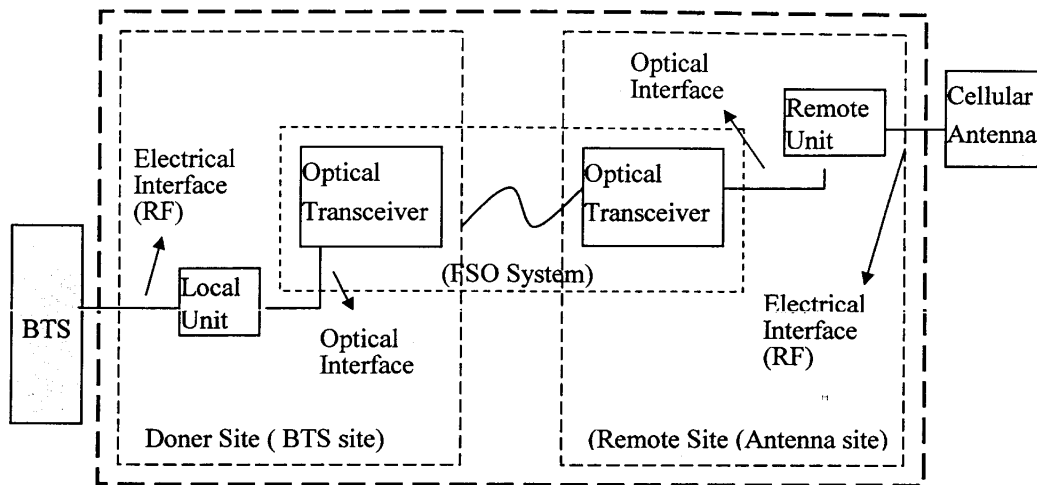 Optical
Interface
Remote
Unit
Cellular
Antenna
Electrical
Interface
(RF)
Optical
Transceiver
Optical
Transceiver
(FSO System)
BTS
Local
Unit
Optical
Interface
Electrical
Interface
(RF)
Doner Site ( BTS site)
(Remote Site (Antenna site)